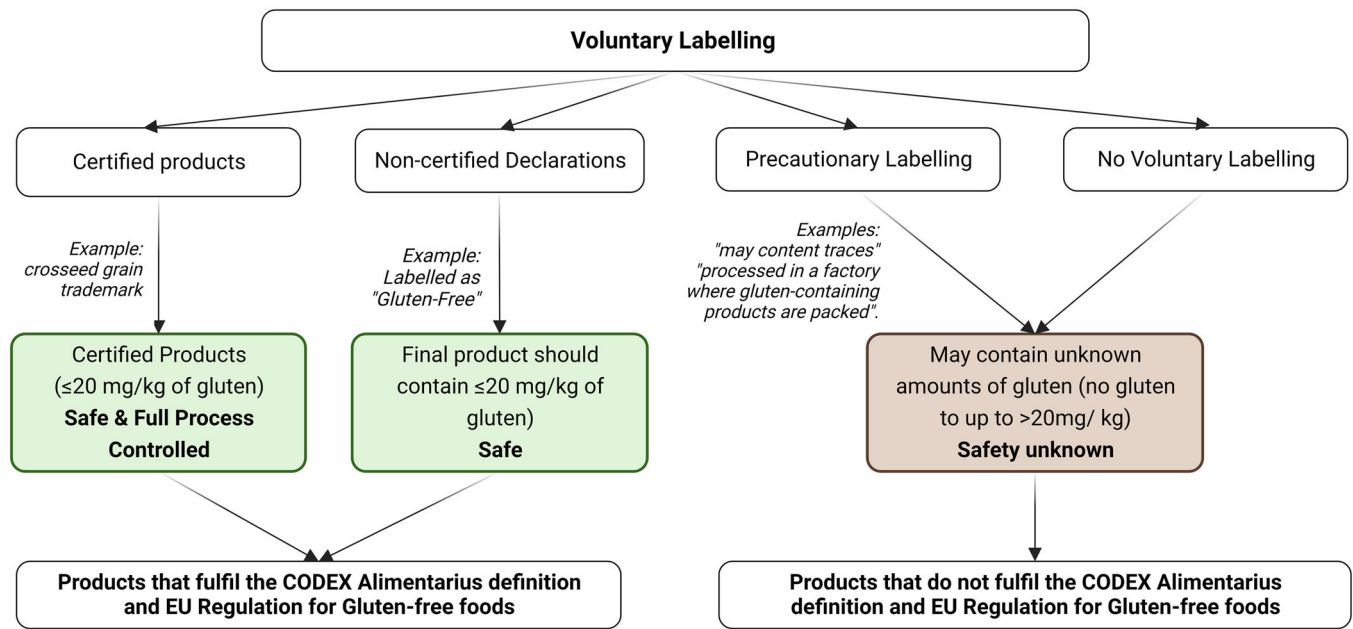 Voluntary Labelling
Certified products
Non-certified Declarations
Precautionary Labelling
No Voluntary Labelling
Example:
crosseed grain
trademark
Example:
Labelled as
"Gluten-Free"
Examples:
"may content traces"
"processed in a factory
where gluten-containing
products are packed".
Certified Products
(≤20 mg/kg of gluten)
Safe & Full Process
Controlled
Final product should
contain ≤20 mg/kg of
gluten)
Safe
May contain unknown
amounts of gluten (no gluten
to up to >20mg/ kg)
Safety unknown
Products that fulfil the CODEX Alimentarius definition
and EU Regulation for Gluten-free foods
Products that do not fulfil the CODEX Alimentarius
definition and EU Regulation for Gluten-free foods